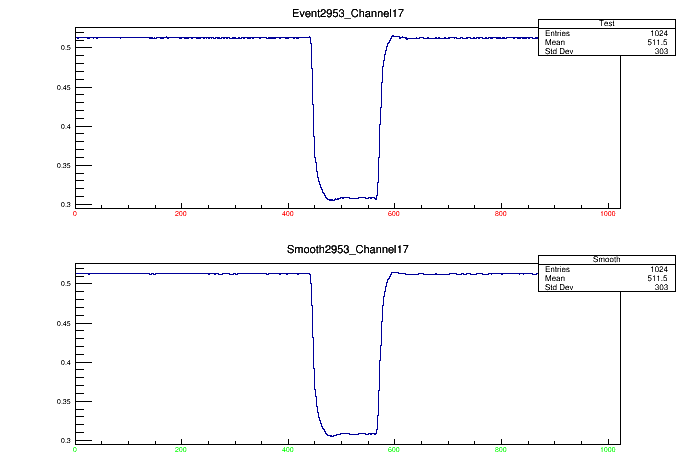 Event2953_Channel17
Test
Entries 1024
Mean 511.5
Std Dev 303
0.5
0.45
0.4
0.35
0.3
0 200 400 600 800 1000
Smooth2953_Channel17
Smooth
Entries 1024
Mean 511.5
Std Dev 303
0.5
0.45
0.4
0.35
0.3
0 200 400 600 800 1000